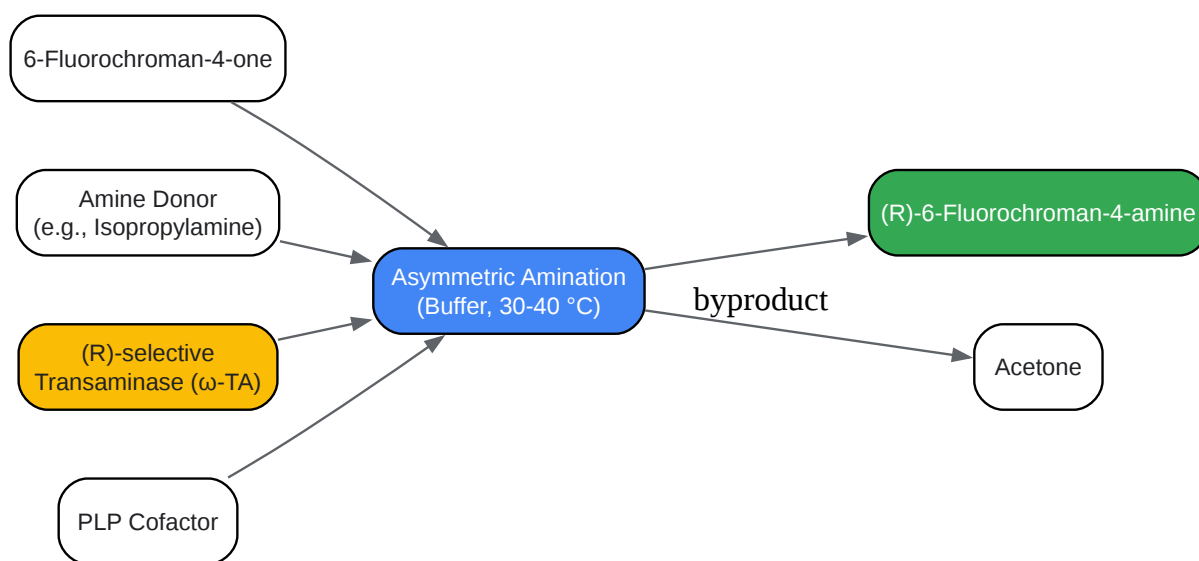 6-Fluorochroman-4-one
Amine Donor
(e.g., Isopropylamine)
(R)-selective
Transaminase (ω-TA)
PLP Cofactor
Asymmetric Amination
(Buffer, 30-40 °C)
byproduct
(R)-6-Fluorochroman-4-amine
Acetone